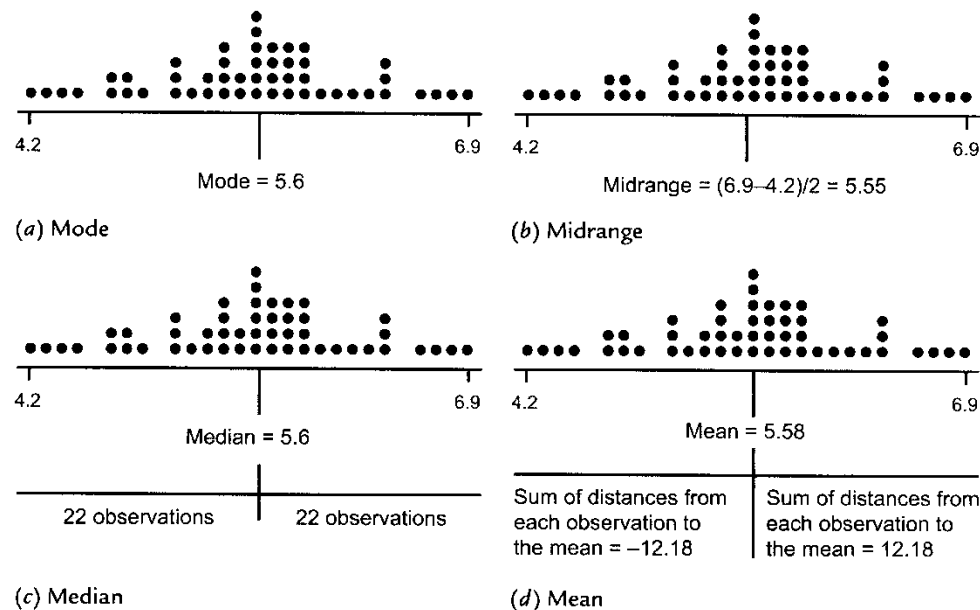 4.2 6.9
Mode = 5.6
(a) Mode
4.2 6.9
Midrange = (6.9–4.2)/2 = 5.55
(b) Midrange
4.2 6.9
Median = 5.6
22 observations 22 observations
(c) Median
4.2 6.9
Mean = 5.58
Sum of distances from
each observation to
the mean = –12.18
Sum of distances from
each observation to
the mean = 12.18
(d) Mean